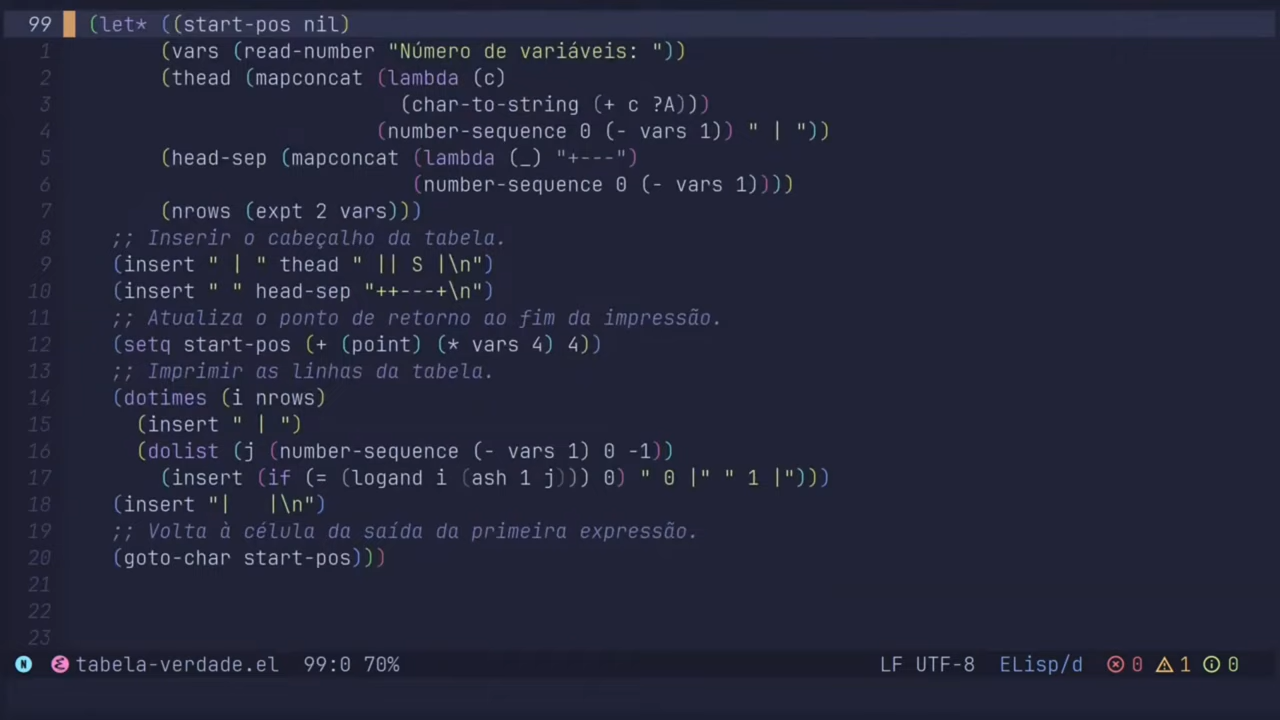 99 (let* ((start-pos nil)
1 (vars (read-number "Número de variáveis: "))
2 (thead (mapconcat (lambda (c)
3 (char-to-string (+ c ?A)))
4 (number-sequence 0 (- vars 1)) " | "))
5 (head-sep (mapconcat (lambda (_) "+---")
6 (number-sequence 0 (- vars 1))))
7 (nrows (expt 2 vars)))
8 ;; Inserir o cabeçalho da tabela.
9 (insert " | " thead " || S |\n")
10 (insert " " head-sep "++---+\n")
11 ;; Atualiza o ponto de retorno ao fim da impressão.
12 (setq start-pos (+ (point) (* vars 4) 4))
13 ;; Imprimir as linhas da tabela.
14 (dotimes (i nrows)
15 (insert " | ")
16 (dolist (j (number-sequence (- vars 1) 0 -1))
17 (insert (if (= (logand i (ash 1 j))) 0) " 0 |" " 1 |")))
18 (insert "|   |\n")
19 ;; Volta à célula da saída da primeira expressão.
20 (goto-char start-pos)))
21
22
23
N tabela-verdade.el 99:0 70% LF UTF-8 ELisp/d 0 1 0